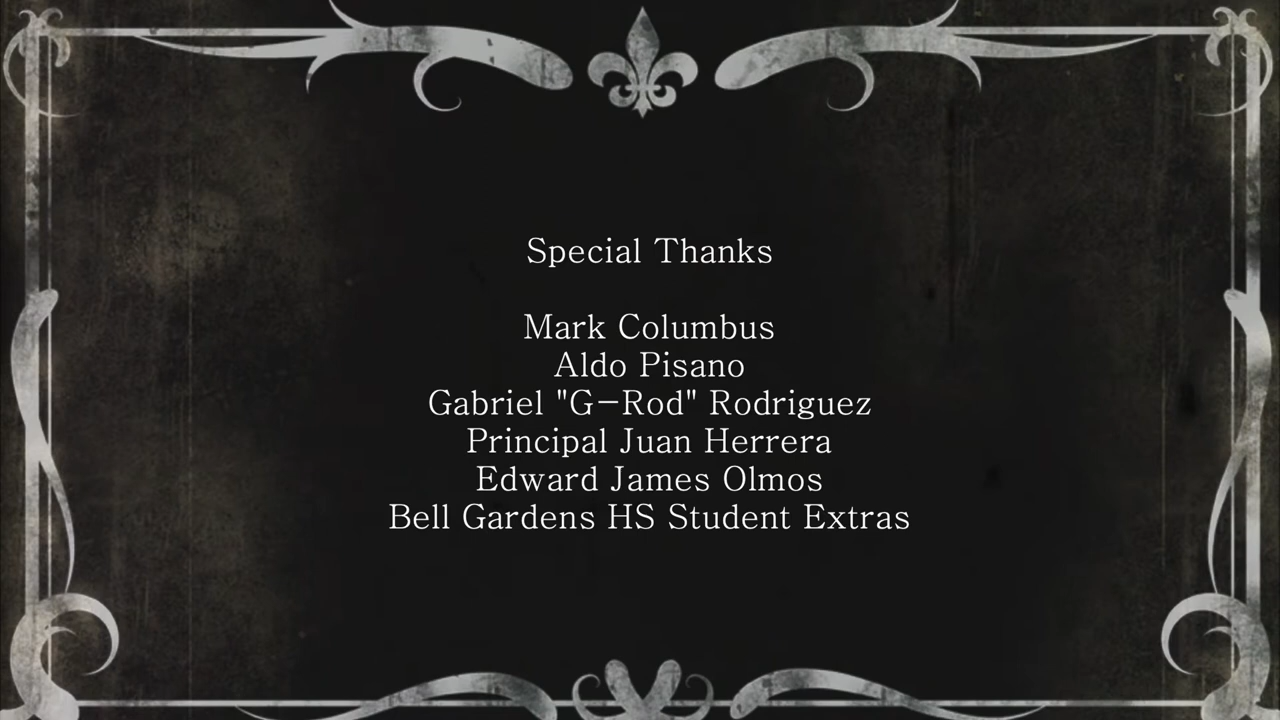 Special Thanks
Mark Columbus
Aldo Pisano
Gabriel "G-Rod" Rodriguez
Principal Juan Herrera
Edward James Olmos
Bell Gardens HS Student Extras